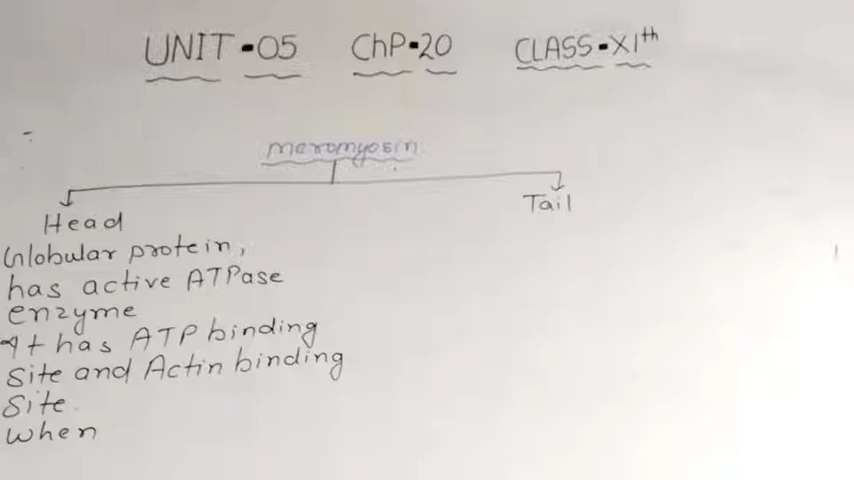 UNIT-05 ChP-20 CLASS-XIth
Meromyosin
Head
Tail
Globular protein,
has active ATPase
enzyme
It has ATP binding
Site and Actin binding
Site.
When